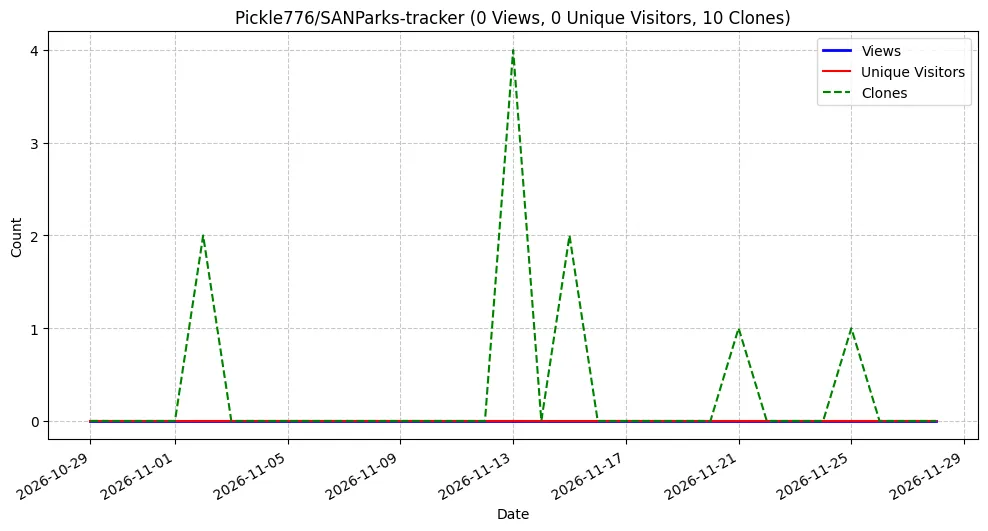 Pickle776/SANParks-tracker (0 Views, 0 Unique Visitors, 10 Clones)
Views
Unique Visitors
Clones
Count
4
3
2
1
0
2026-10-29
2026-11-01
2026-11-05
2026-11-09
2026-11-13
2026-11-17
2026-11-21
2026-11-25
2026-11-29
Date